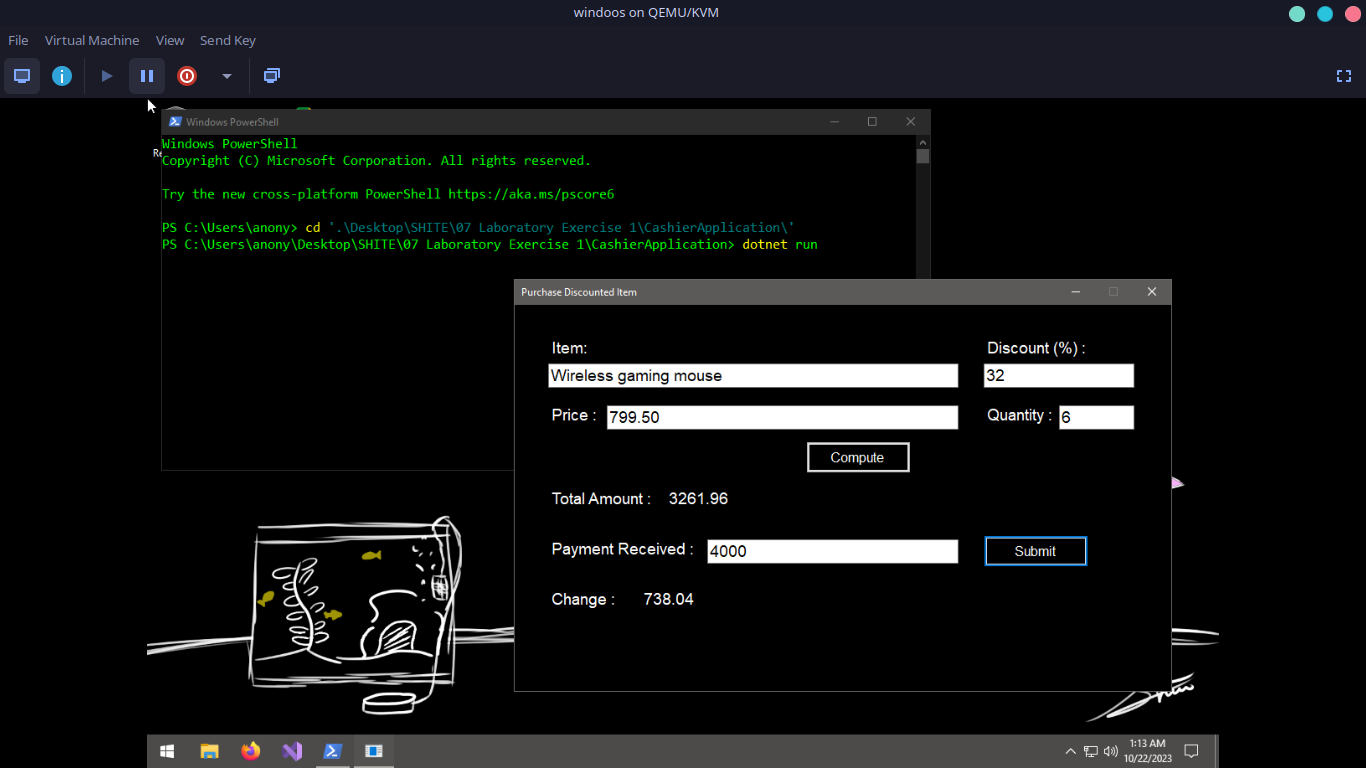 windoos on QEMU/KVM
File Virtual Machine View Send Key
Windows PowerShell
Windows PowerShell
Copyright (C) Microsoft Corporation. All rights reserved.
Try the new cross-platform PowerShell https://aka.ms/pscore6
PS C:\Users\anony> cd '.\Desktop\SHITE\07 Laboratory Exercise 1\CashierApplication\'
PS C:\Users\anony\Desktop\SHITE\07 Laboratory Exercise 1\CashierApplication> dotnet run
Purchase Discounted Item
Item: Discount (%) :
Wireless gaming mouse 32
Price : 799.50 Quantity : 6
Compute
Total Amount : 3261.96
Payment Received : 4000 Submit
Change : 738.04
1:13 AM
10/22/2023